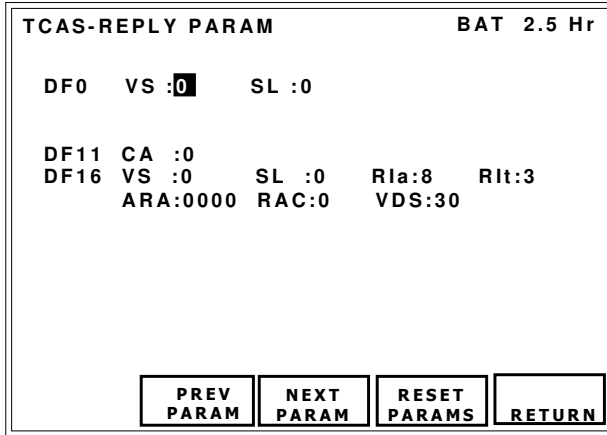 TCAS-REPLY PARAM BAT 2.5 Hr
DF0 VS :0 SL :0
DF11 CA :0
DF16 VS :0 SL :0 RIa:8 RIt:3
ARA:0000 RAC:0 VDS:30
PREV PARAM NEXT PARAM RESET PARAMS RETURN